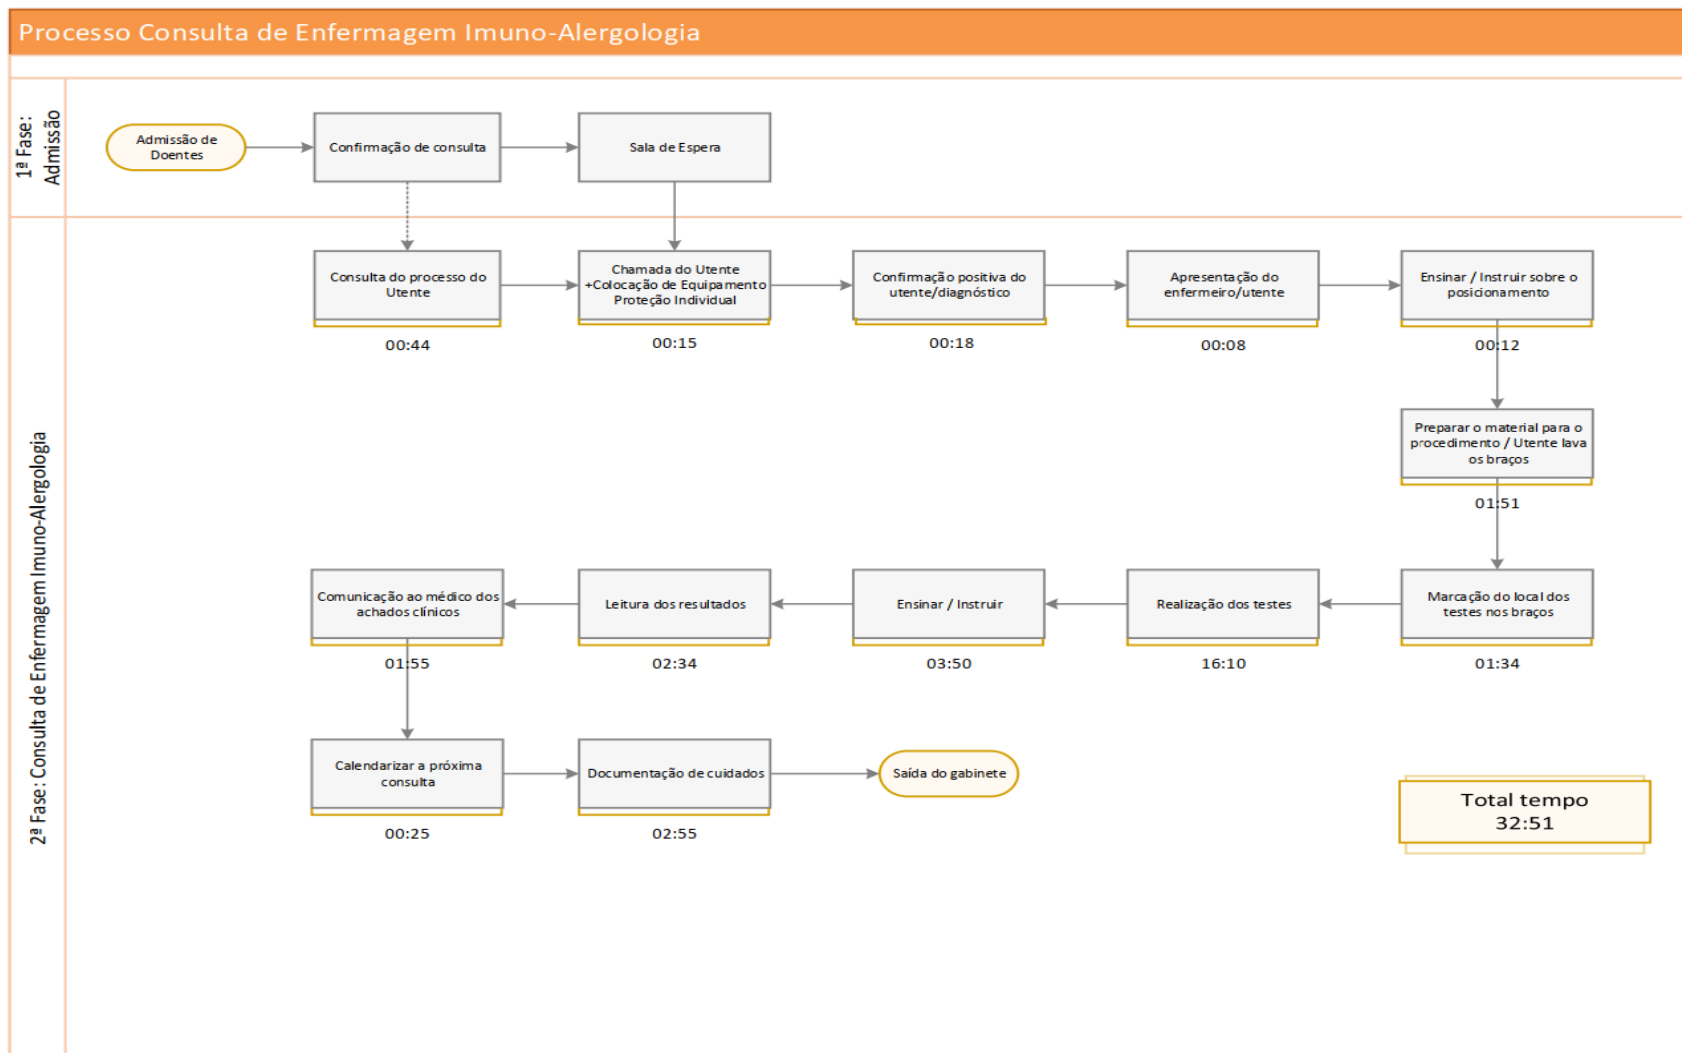 Processo Consulta de Enfermagem Imuno-Alergologia
1ª Fase:
Admissão
Admissão de
Doentes
Confirmação de consulta
Sala de Espera
2ª Fase: Consulta de Enfermagem Imuno-Alergologia
Consulta do processo do
Utente
00:44
Chamada do Utente
+Colocação de Equipamento
Proteção Individual
00:15
Confirmação positiva do
utente/diagnóstico
00:18
Apresentação do
enfermeiro/utente
00:08
Ensinar / Instruir sobre o
posicionamento
00:12
Preparar o material para o
procedimento / Utente lava
os braços
01:51
Marcação do local dos
testes nos braços
01:34
Realização dos testes
16:10
Ensinar / Instruir
03:50
Leitura dos resultados
02:34
Comunicação ao médico dos
achados clínicos
01:55
Calendarizar a próxima
consulta
00:25
Documentação de cuidados
02:55
Saída do gabinete
Total tempo
32:51